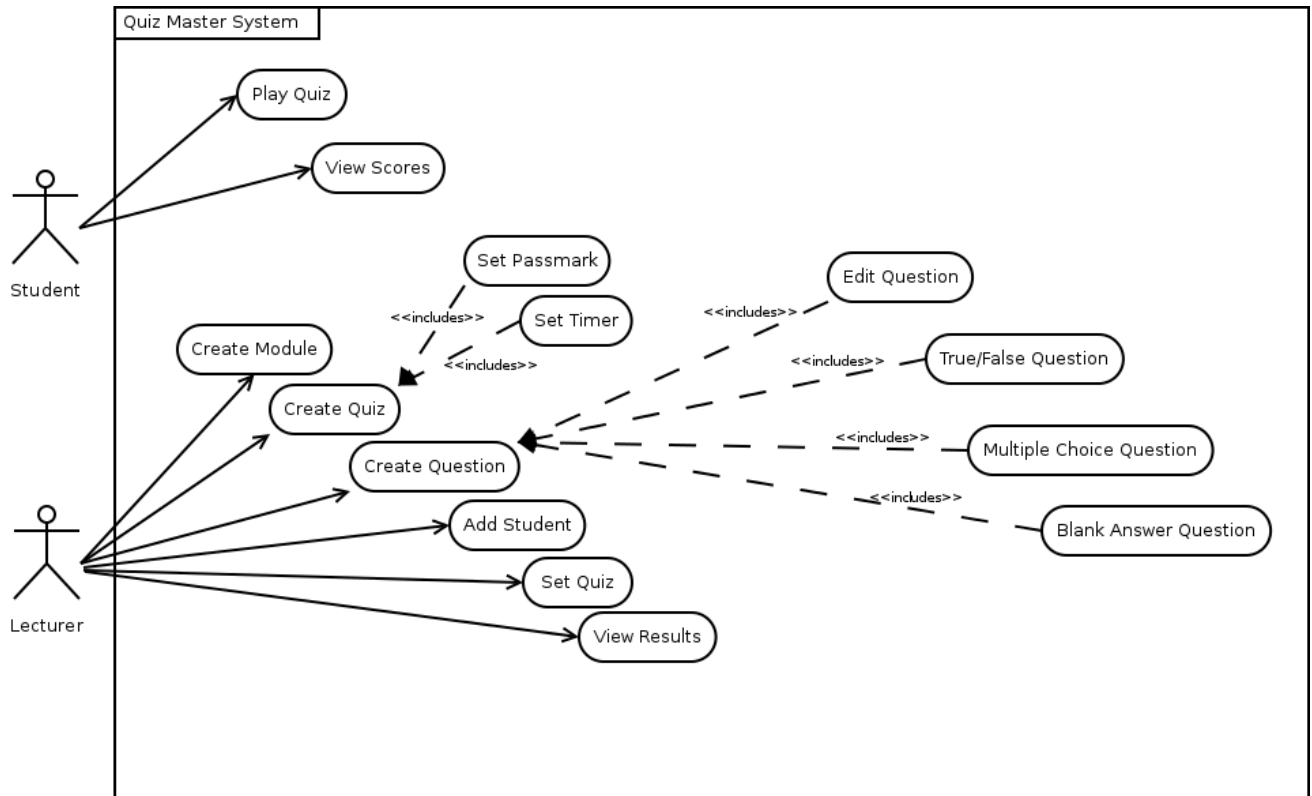 Quiz Master System
Play Quiz
View Scores
Student
Set Passmark
<<includes>>
Set Timer
<<includes>>
Edit Question
<<includes>>
True/False Question
<<includes>>
Multiple Choice Question
<<includes>>
Blank Answer Question
<<includes>>
Create Module
Create Quiz
Create Question
Add Student
Set Quiz
View Results
Lecturer